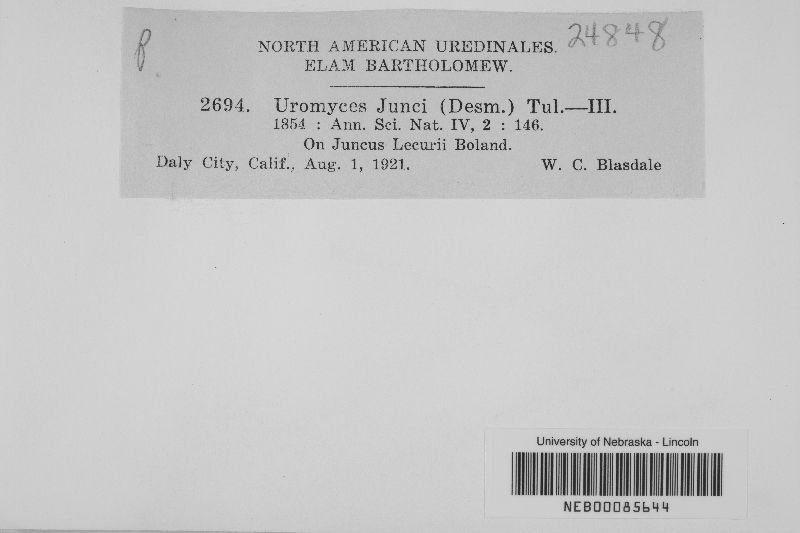 24848
NORTH AMERICAN UREDINALES.
ELAM BARTHOLOMEW.
2694. Uromyces Junci (Desm.) Tul.—III.
1854 : Ann. Sci. Nat. IV, 2 : 146.
On Juncus Lecurii Boland.
Daly City, Calif., Aug. 1, 1921. W. C. Blasdale
University of Nebraska - Lincoln
NEB00085644